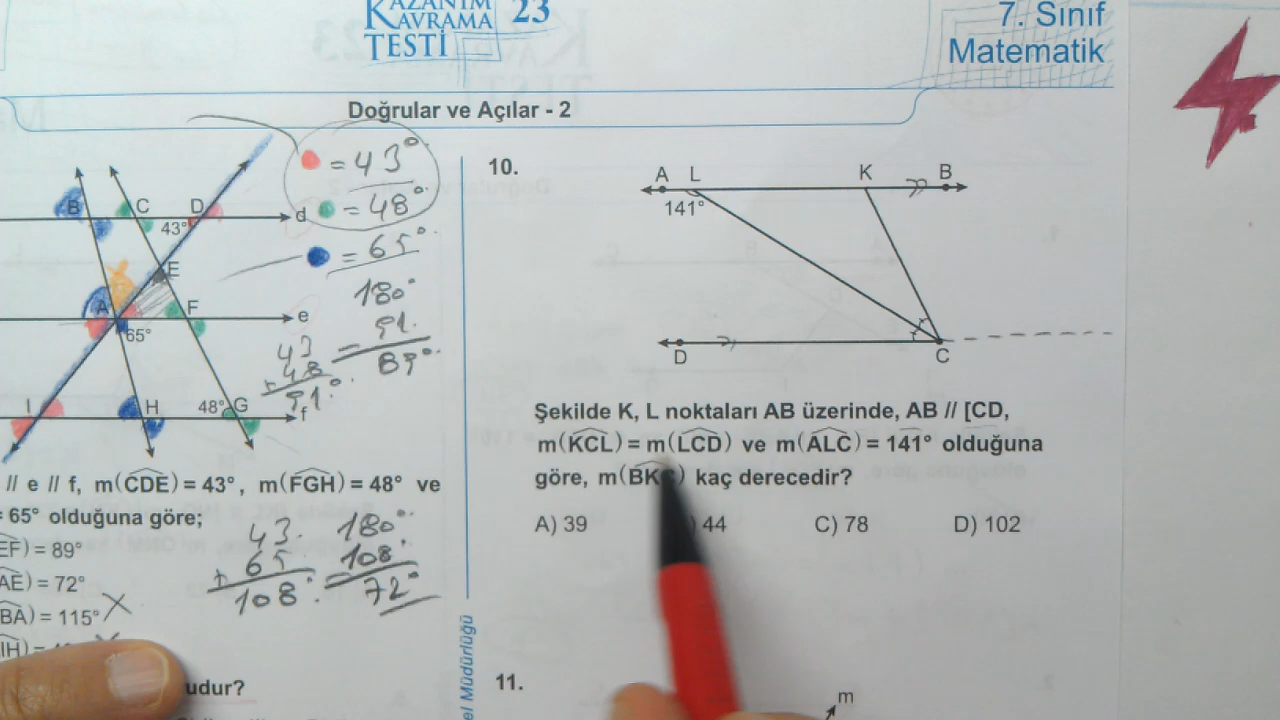 KAZANIM
KAVRAMA
TESTİ
23
7. Sınıf
Matematik
Doğrular ve Açılar - 2
B C D d
43°
E
A F e
65°
I H 48° G f
= 43°
= 48°
= 65°
180°
- 91
89°
43
+ 48
91°
// e // f, m(CDE) = 43°, m(FGH) = 48° ve
= 65° olduğuna göre;
EF) = 89°
AE) = 72°
BA) = 115°
IH) =
43
+ 65
108°
180°
- 108
72°
udur?
10.
A L K B
141°
D C
Şekilde K, L noktaları AB üzerinde, AB // [CD,
m(KCL) = m(LCD) ve m(ALC) = 141° olduğuna
göre, kaç derecedir?
A) 39 ) 44 C) 78 D) 102
el Müdürlüğü
11.
m